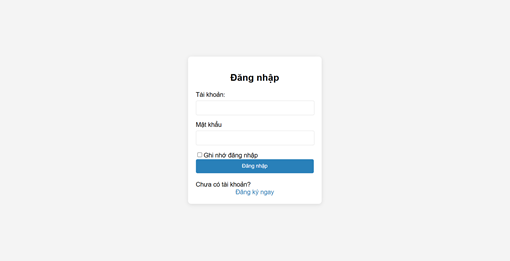 Đăng nhập
Tài khoản:
Mật khẩu
Ghi nhớ đăng nhập
Đăng nhập
Chưa có tài khoản?
Đăng ký ngay